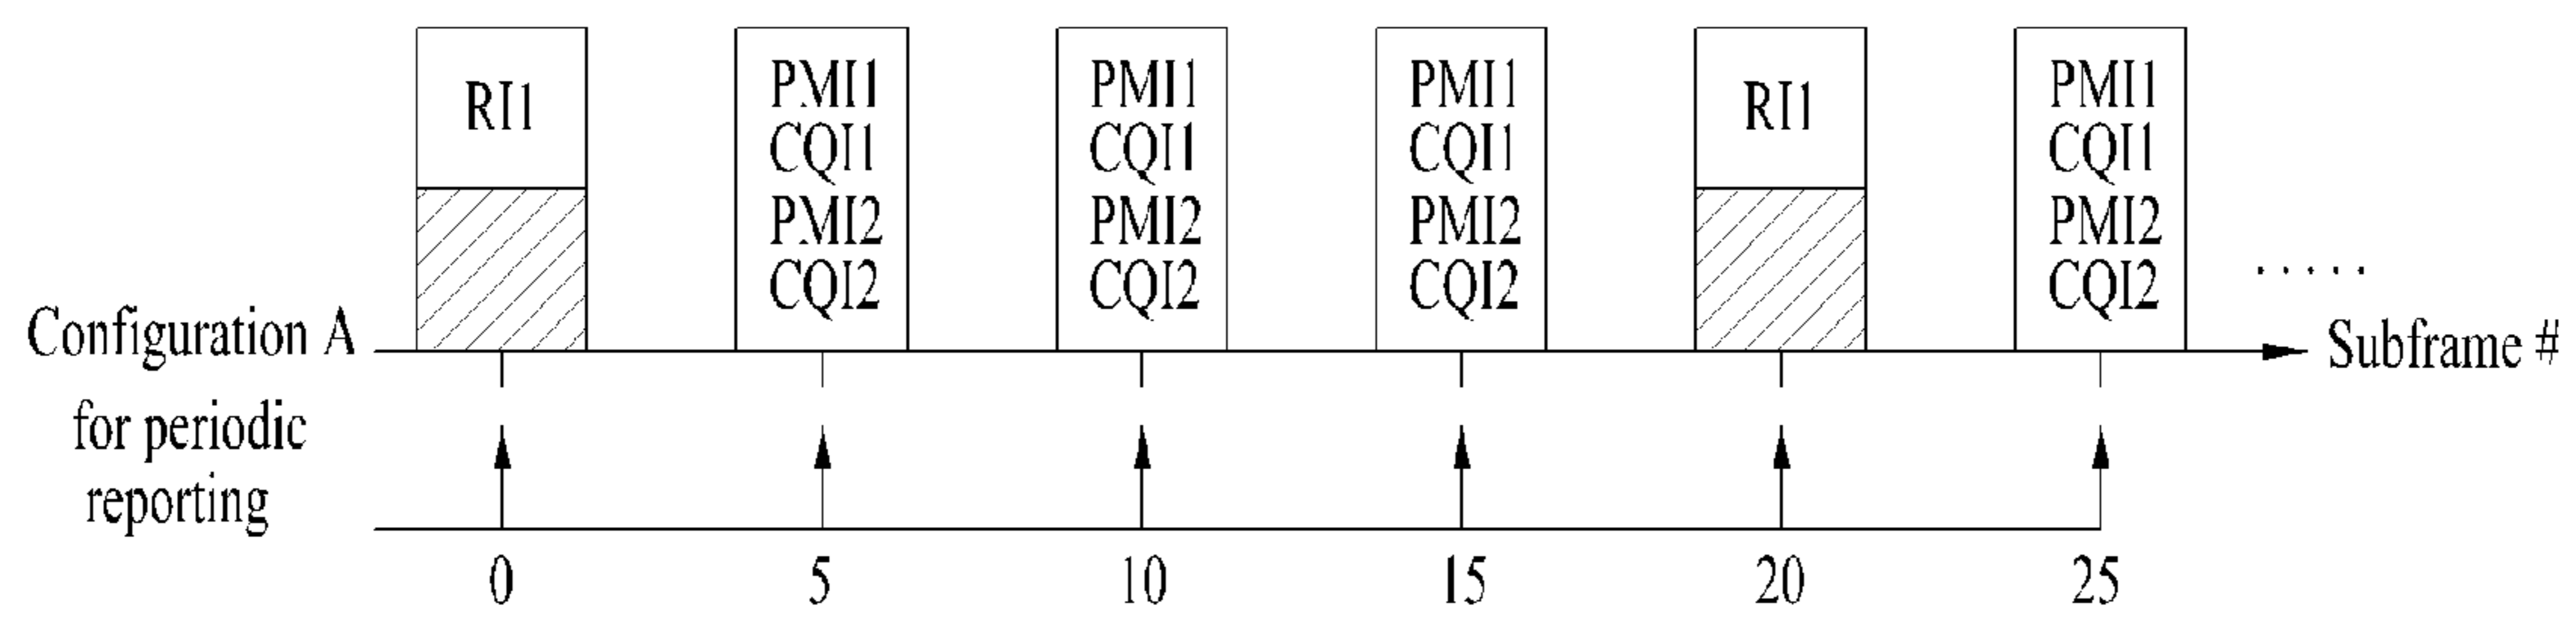 RI1
PMI1
CQI1
PMI2
CQI2
PMI1
CQI1
PMI2
CQI2
PMI1
CQI1
PMI2
CQI2
RI1
PMI1
CQI1
PMI2
CQI2
.....
Configuration A
for periodic
reporting
Subframe #
0 5 10 15 20 25